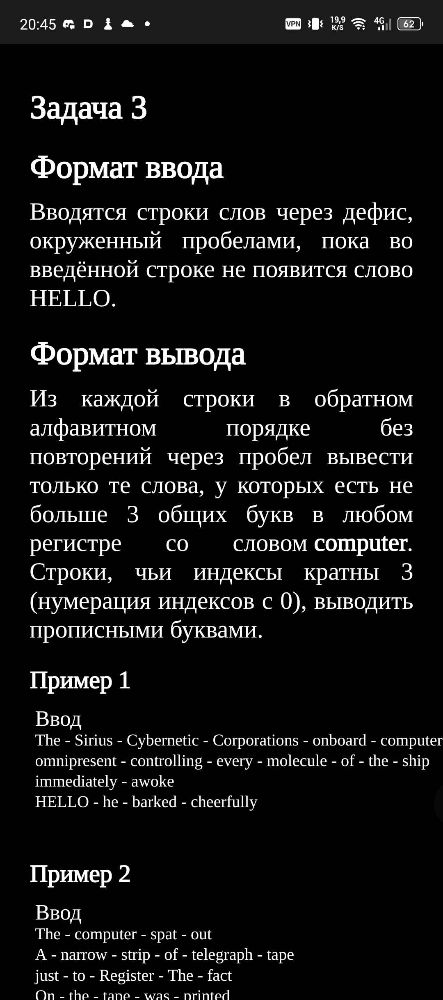 20:45 D VPN 19,9 K/S 4G 62
Задача 3
Формат ввода
Вводятся строки слов через дефис,
окруженный пробелами, пока во
введённой строке не появится слово
HELLO.
Формат вывода
Из каждой строки в обратном
алфавитном порядке без
повторений через пробел вывести
только те слова, у которых есть не
больше 3 общих букв в любом
регистре со словом computer.
Строки, чьи индексы кратны 3
(нумерация индексов с 0), выводить
прописными буквами.
Пример 1
Ввод
The - Sirius - Cybernetic - Corporations - onboard - computer
omnipresent - controlling - every - molecule - of - the - ship
immediately - awoke
HELLO - he - barked - cheerfully
Пример 2
Ввод
The - computer - spat - out
A - narrow - strip - of - telegraph - tape
just - to - Register - The - fact
On - the - tape - was - printed